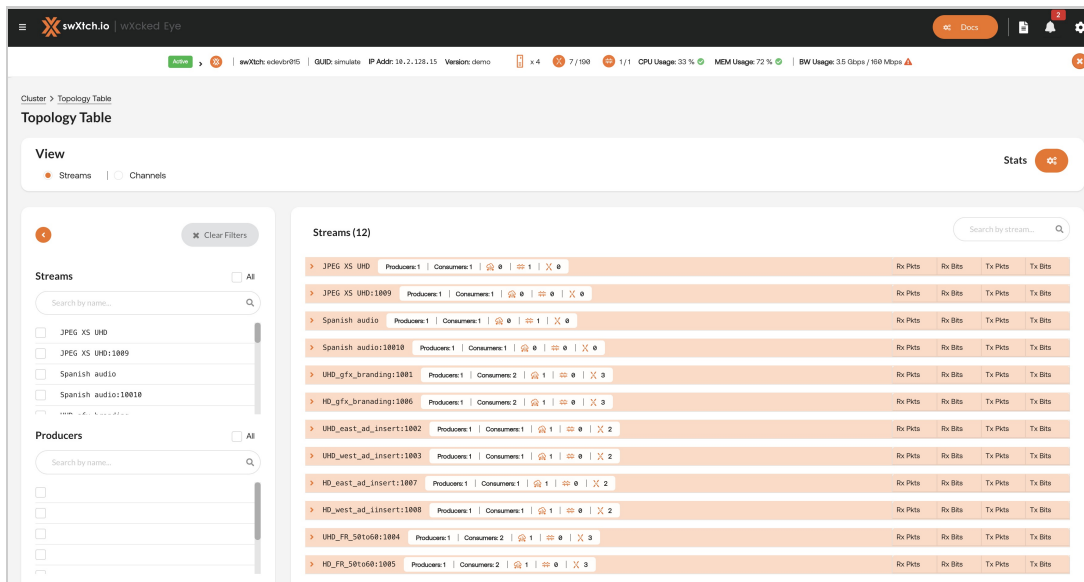 swXtch.io | wXcked Eye
Docs
2
Active
swXtch: edevbr015 | GUID: simulate IP Addr: 10.2.128.15 Version: demo
x 4 7 / 190 1 / 1 CPU Usage: 33 % MEM Usage: 72 % | BW Usage: 3.5 Gbps / 160 Mbps
Cluster > Topology Table
Topology Table
View
Streams | Channels
Stats
Clear Filters
Streams All
Search by name...
JPEG XS UHD
JPEG XS UHD:1009
Spanish audio
Spanish audio:10010
Producers All
Search by name...
Streams (12)
Search by stream...
JPEG XS UHD Producers: 1 | Consumers: 1 | 0 | 1 | 0 Rx Pkts Rx Bits Tx Pkts Tx Bits
JPEG XS UHD:1009 Producers: 1 | Consumers: 1 | 0 | 0 | 0 Rx Pkts Rx Bits Tx Pkts Tx Bits
Spanish audio Producers: 1 | Consumers: 1 | 0 | 1 | 0 Rx Pkts Rx Bits Tx Pkts Tx Bits
Spanish audio:10010 Producers: 1 | Consumers: 1 | 0 | 0 | 0 Rx Pkts Rx Bits Tx Pkts Tx Bits
UHD_gfx_branding:1001 Producers: 1 | Consumers: 2 | 1 | 0 | 3 Rx Pkts Rx Bits Tx Pkts Tx Bits
HD_gfx_branading:1006 Producers: 1 | Consumers: 2 | 1 | 0 | 3 Rx Pkts Rx Bits Tx Pkts Tx Bits
UHD_east_ad_insert:1002 Producers: 1 | Consumers: 1 | 1 | 0 | 2 Rx Pkts Rx Bits Tx Pkts Tx Bits
UHD_west_ad_insert:1003 Producers: 1 | Consumers: 1 | 1 | 0 | 2 Rx Pkts Rx Bits Tx Pkts Tx Bits
HD_east_ad_insert:1007 Producers: 1 | Consumers: 1 | 1 | 0 | 2 Rx Pkts Rx Bits Tx Pkts Tx Bits
HD_west_ad_iinsert:1008 Producers: 1 | Consumers: 1 | 1 | 0 | 2 Rx Pkts Rx Bits Tx Pkts Tx Bits
UHD_FR_50to60:1004 Producers: 1 | Consumers: 2 | 1 | 0 | 3 Rx Pkts Rx Bits Tx Pkts Tx Bits
HD_FR_50to60:1005 Producers: 1 | Consumers: 2 | 1 | 0 | 3 Rx Pkts Rx Bits Tx Pkts Tx Bits